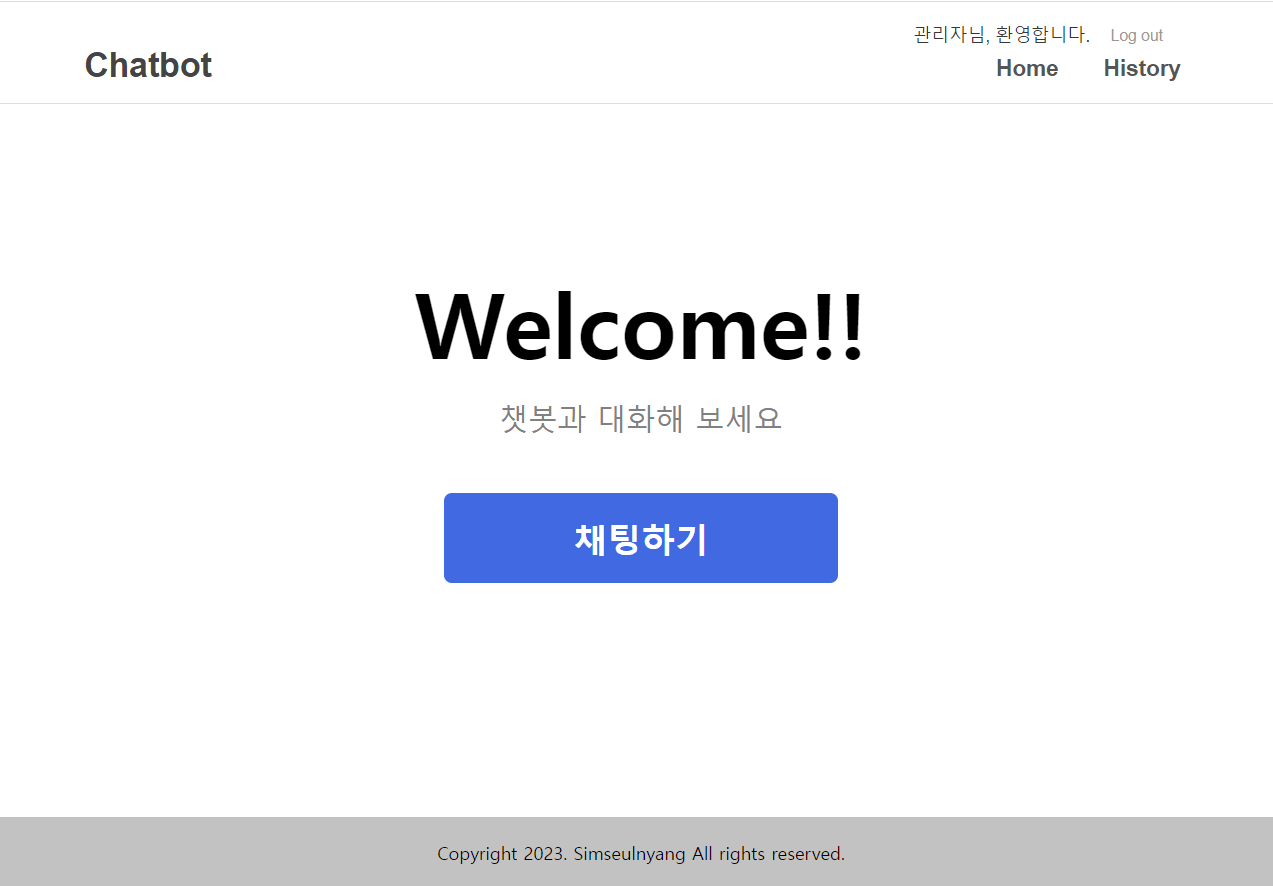 관리자님, 환영합니다. Log out
Chatbot
Home History
Welcome!!
챗봇과 대화해 보세요
채팅하기
Copyright 2023. Simseulnyang All rights reserved.